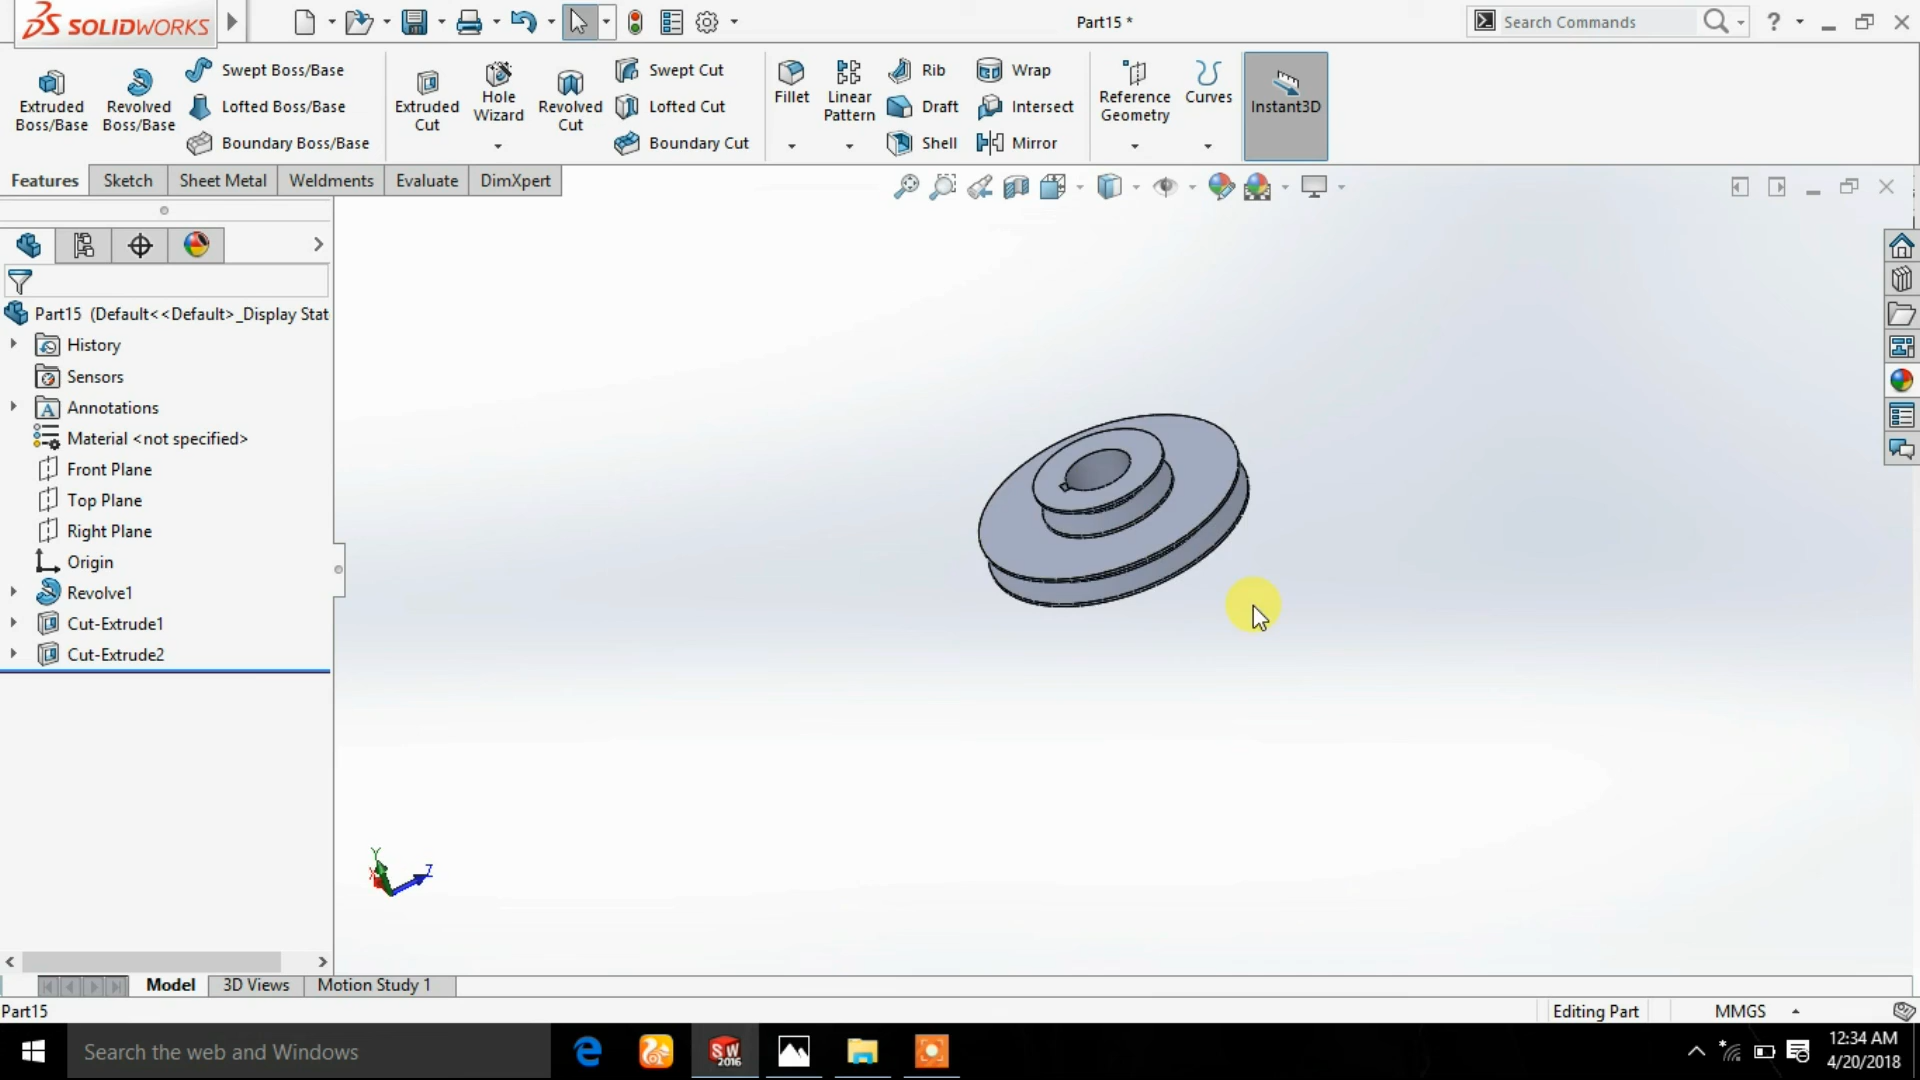 SOLIDWORKS
Part15 *
Search Commands
Extruded Boss/Base
Revolved Boss/Base
Swept Boss/Base
Lofted Boss/Base
Boundary Boss/Base
Extruded Cut
Hole Wizard
Revolved Cut
Swept Cut
Lofted Cut
Boundary Cut
Fillet
Linear Pattern
Rib
Draft
Shell
Wrap
Intersect
Mirror
Reference Geometry
Curves
Instant3D
Features Sketch Sheet Metal Weldments Evaluate DimXpert
Part15 (Default<<Default>_Display Stat
History
Sensors
Annotations
Material <not specified>
Front Plane
Top Plane
Right Plane
Origin
Revolve1
Cut-Extrude1
Cut-Extrude2
Y
X
Z
Model 3D Views Motion Study 1
Part15 Editing Part MMGS
Search the web and Windows
SW 2016
12:34 AM
4/20/2018